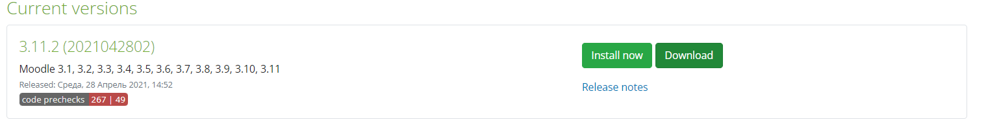 Current versions
3.11.2 (2021042802)
Moodle 3.1, 3.2, 3.3, 3.4, 3.5, 3.6, 3.7, 3.8, 3.9, 3.10, 3.11
Released: Среда, 28 Апрель 2021, 14:52
code prechecks 267 | 49
Install now Download
Release notes